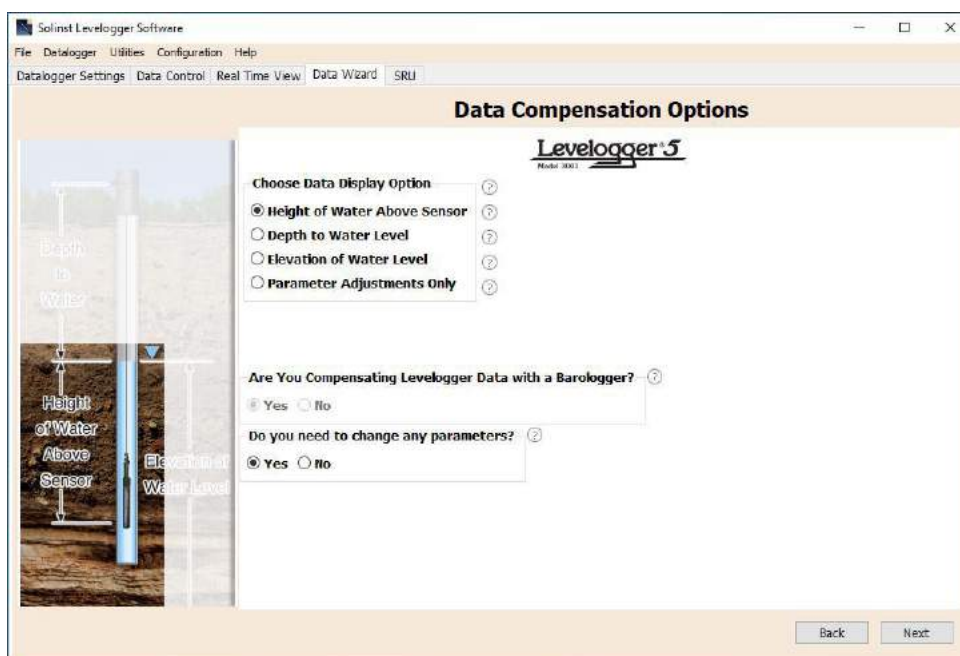 Solinst Levelogger Software
File Datalogger Utilities Configuration Help
Datalogger Settings Data Control Real Time View Data Wizard SRU
Data Compensation Options
Levelogger 5
Model 3001
Choose Data Display Option ?
Height of Water Above Sensor ?
Depth to Water Level ?
Elevation of Water Level ?
Parameter Adjustments Only ?
Are You Compensating Levelogger Data with a Barologger? ?
Yes No
Do you need to change any parameters? ?
Yes No
Depth
to
Water
Height
of Water
Above
Sensor
Elevation of
Water Level
Back Next